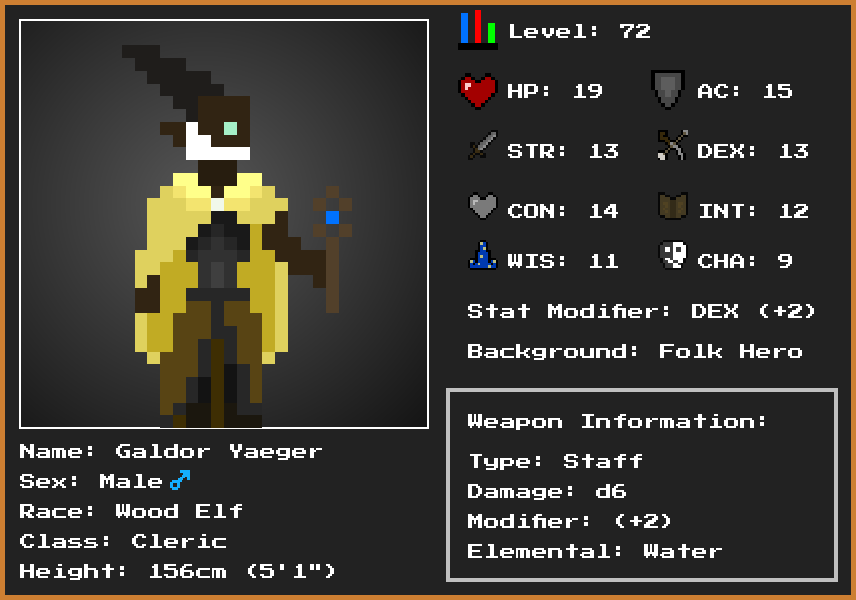 Level: 72
HP: 19 AC: 15
STR: 13 DEX: 13
CON: 14 INT: 12
WIS: 11 CHA: 9
Stat Modifier: DEX (+2)
Background: Folk Hero
Weapon Information:
Type: Staff
Damage: d6
Modifier: (+2)
Elemental: Water
Name: Galdor Yaeger
Sex: Male ♂
Race: Wood Elf
Class: Cleric
Height: 156cm (5'1")